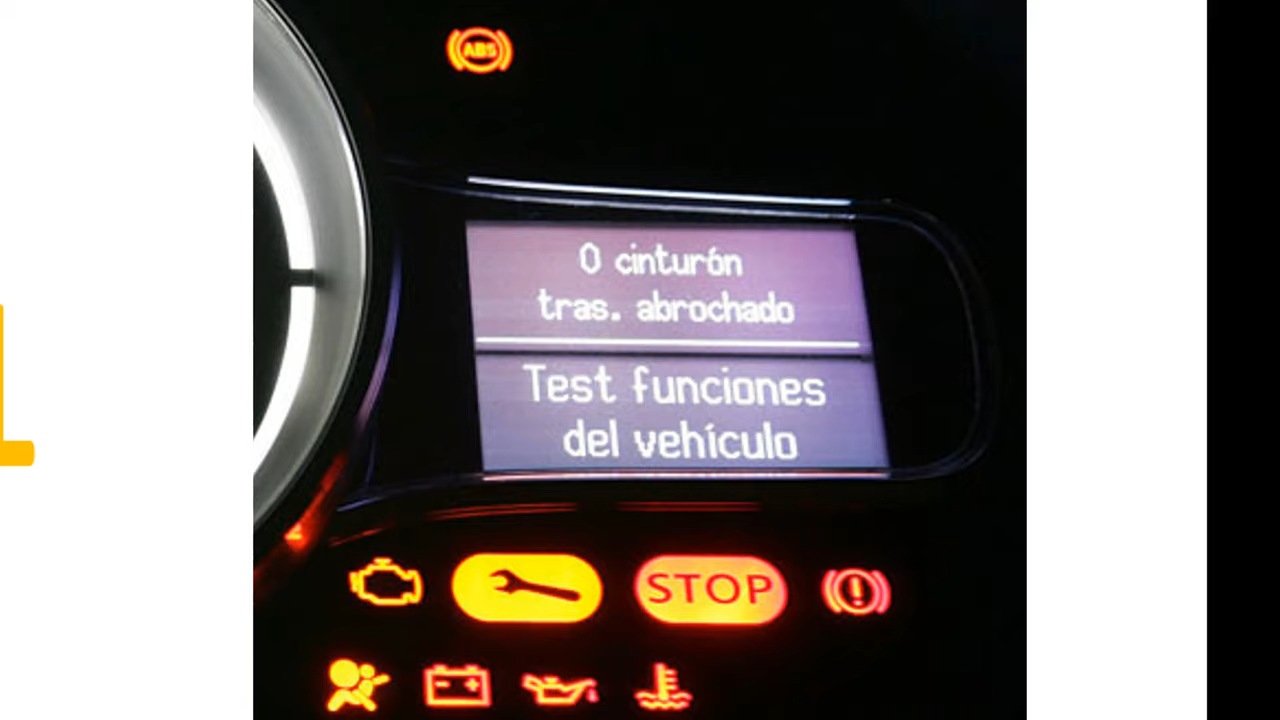 ABS
0 cinturón
tras. abrochado
Test funciones
del vehículo
STOP